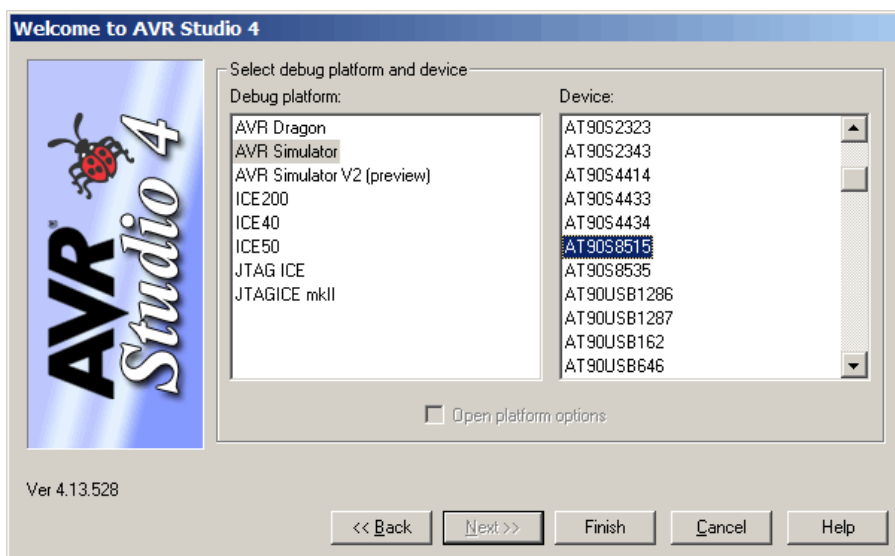 Welcome to AVR Studio 4
AVR Studio 4
Select debug platform and device
Debug platform:
AVR Dragon
AVR Simulator
AVR Simulator V2 (preview)
ICE200
ICE40
ICE50
JTAG ICE
JTAGICE mkII
Device:
AT90S2323
AT90S2343
AT90S4414
AT90S4433
AT90S4434
AT90S8515
AT90S8535
AT90USB1286
AT90USB1287
AT90USB162
AT90USB646
Open platform options
Ver 4.13.528
<< Back
Next >>
Finish
Cancel
Help